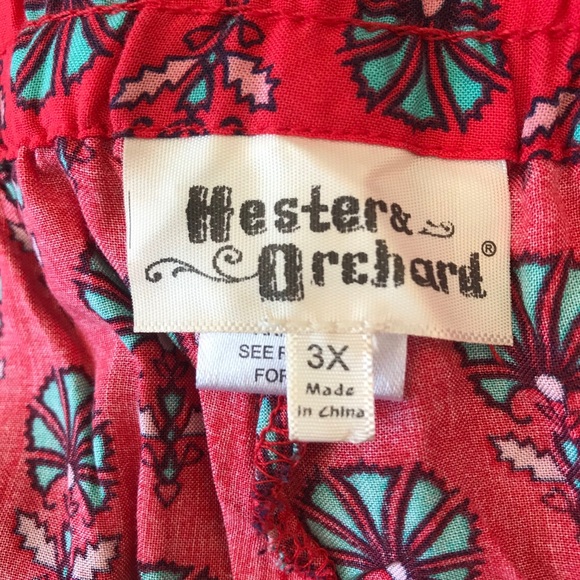 Hester &
Orchard®
SEE R
FOR
3X
Made
in China